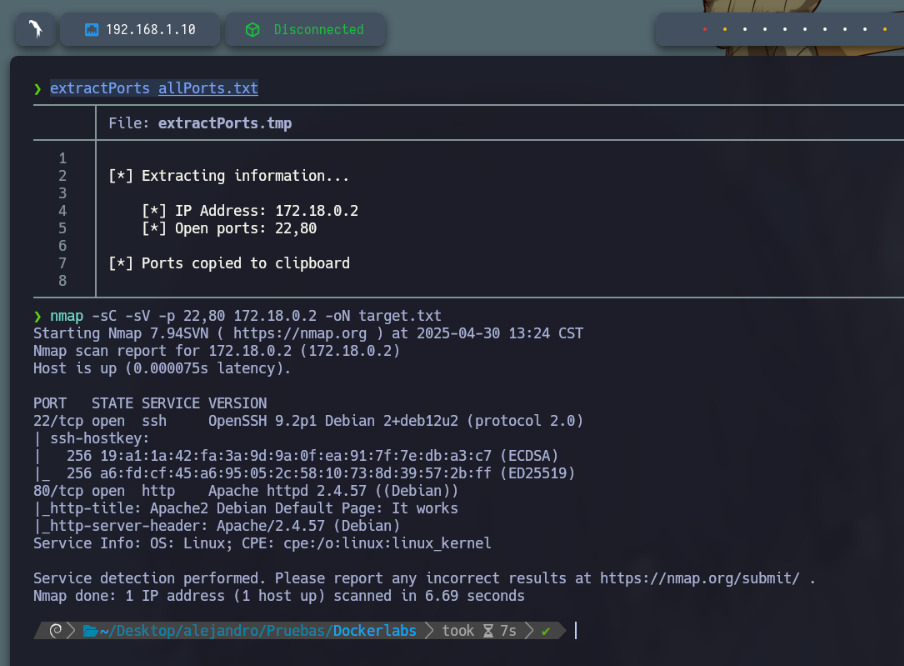 192.168.1.10 Disconnected
❯ extractPorts allPorts.txt
File: extractPorts.tmp
1
2 [*] Extracting information...
3
4 [*] IP Address: 172.18.0.2
5 [*] Open ports: 22,80
6
7 [*] Ports copied to clipboard
8
❯ nmap -sC -sV -p 22,80 172.18.0.2 -oN target.txt
Starting Nmap 7.94SVN ( https://nmap.org ) at 2025-04-30 13:24 CST
Nmap scan report for 172.18.0.2 (172.18.0.2)
Host is up (0.000075s latency).
PORT   STATE SERVICE VERSION
22/tcp open  ssh     OpenSSH 9.2p1 Debian 2+deb12u2 (protocol 2.0)
| ssh-hostkey:
|   256 19:a1:1a:42:fa:3a:9d:9a:0f:ea:91:7f:7e:db:a3:c7 (ECDSA)
|_  256 a6:fd:cf:45:a6:95:05:2c:58:10:73:8d:39:57:2b:ff (ED25519)
80/tcp open  http    Apache httpd 2.4.57 ((Debian))
|_http-title: Apache2 Debian Default Page: It works
|_http-server-header: Apache/2.4.57 (Debian)
Service Info: OS: Linux; CPE: cpe:/o:linux:linux_kernel
Service detection performed. Please report any incorrect results at https://nmap.org/submit/ .
Nmap done: 1 IP address (1 host up) scanned in 6.69 seconds
~/Desktop/alejandro/Pruebas/Dockerlabs took 7s ✔